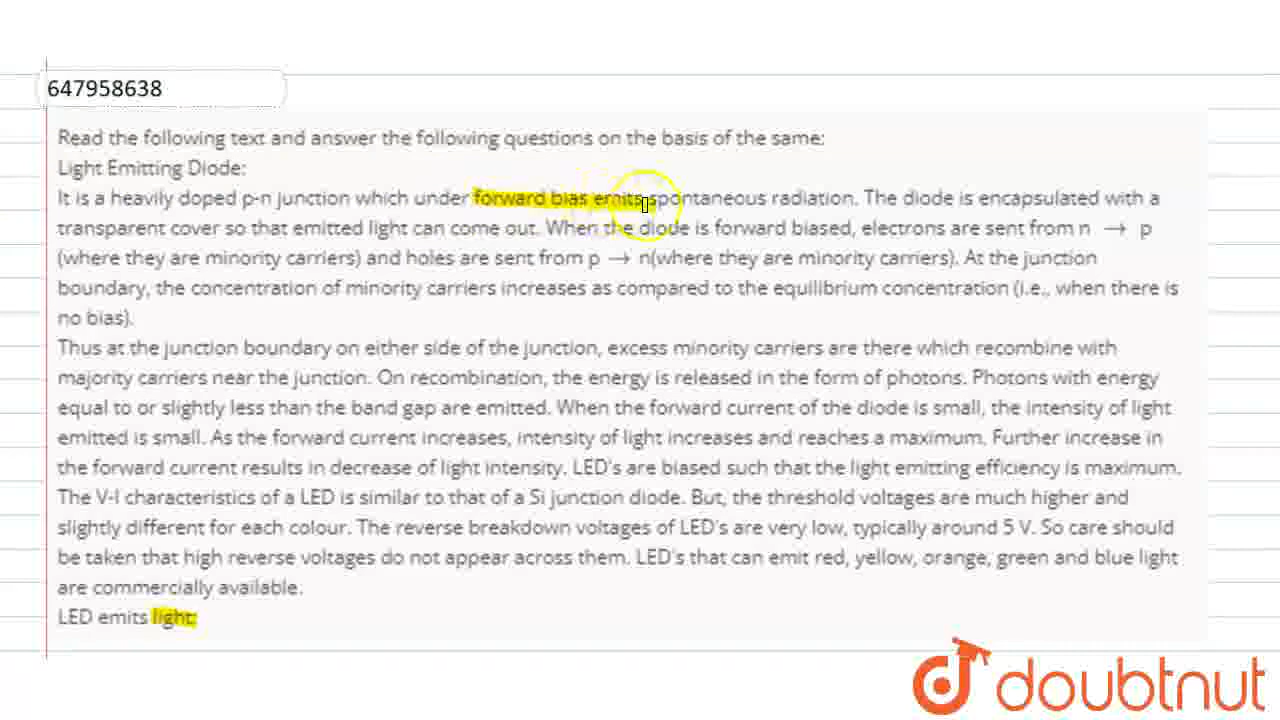 647958638
Read the following text and answer the following questions on the basis of the same:
Light Emitting Diode:
It is a heavily doped p-n junction which under forward bias emits spontaneous radiation. The diode is encapsulated with a
transparent cover so that emitted light can come out. When the diode is forward biased, electrons are sent from n → p
(where they are minority carriers) and holes are sent from p → n(where they are minority carriers). At the junction
boundary, the concentration of minority carriers increases as compared to the equilibrium concentration (i.e., when there is
no bias).
Thus at the junction boundary on either side of the junction, excess minority carriers are there which recombine with
majority carriers near the junction. On recombination, the energy is released in the form of photons. Photons with energy
equal to or slightly less than the band gap are emitted. When the forward current of the diode is small, the intensity of light
emitted is small. As the forward current increases, intensity of light increases and reaches a maximum. Further increase in
the forward current results in decrease of light intensity. LED's are biased such that the light emitting efficiency is maximum.
The V-I characteristics of a LED is similar to that of a Si junction diode. But, the threshold voltages are much higher and
slightly different for each colour. The reverse breakdown voltages of LED's are very low, typically around 5 V. So care should
be taken that high reverse voltages do not appear across them. LED's that can emit red, yellow, orange, green and blue light
are commercially available.
LED emits light:
doubtnut